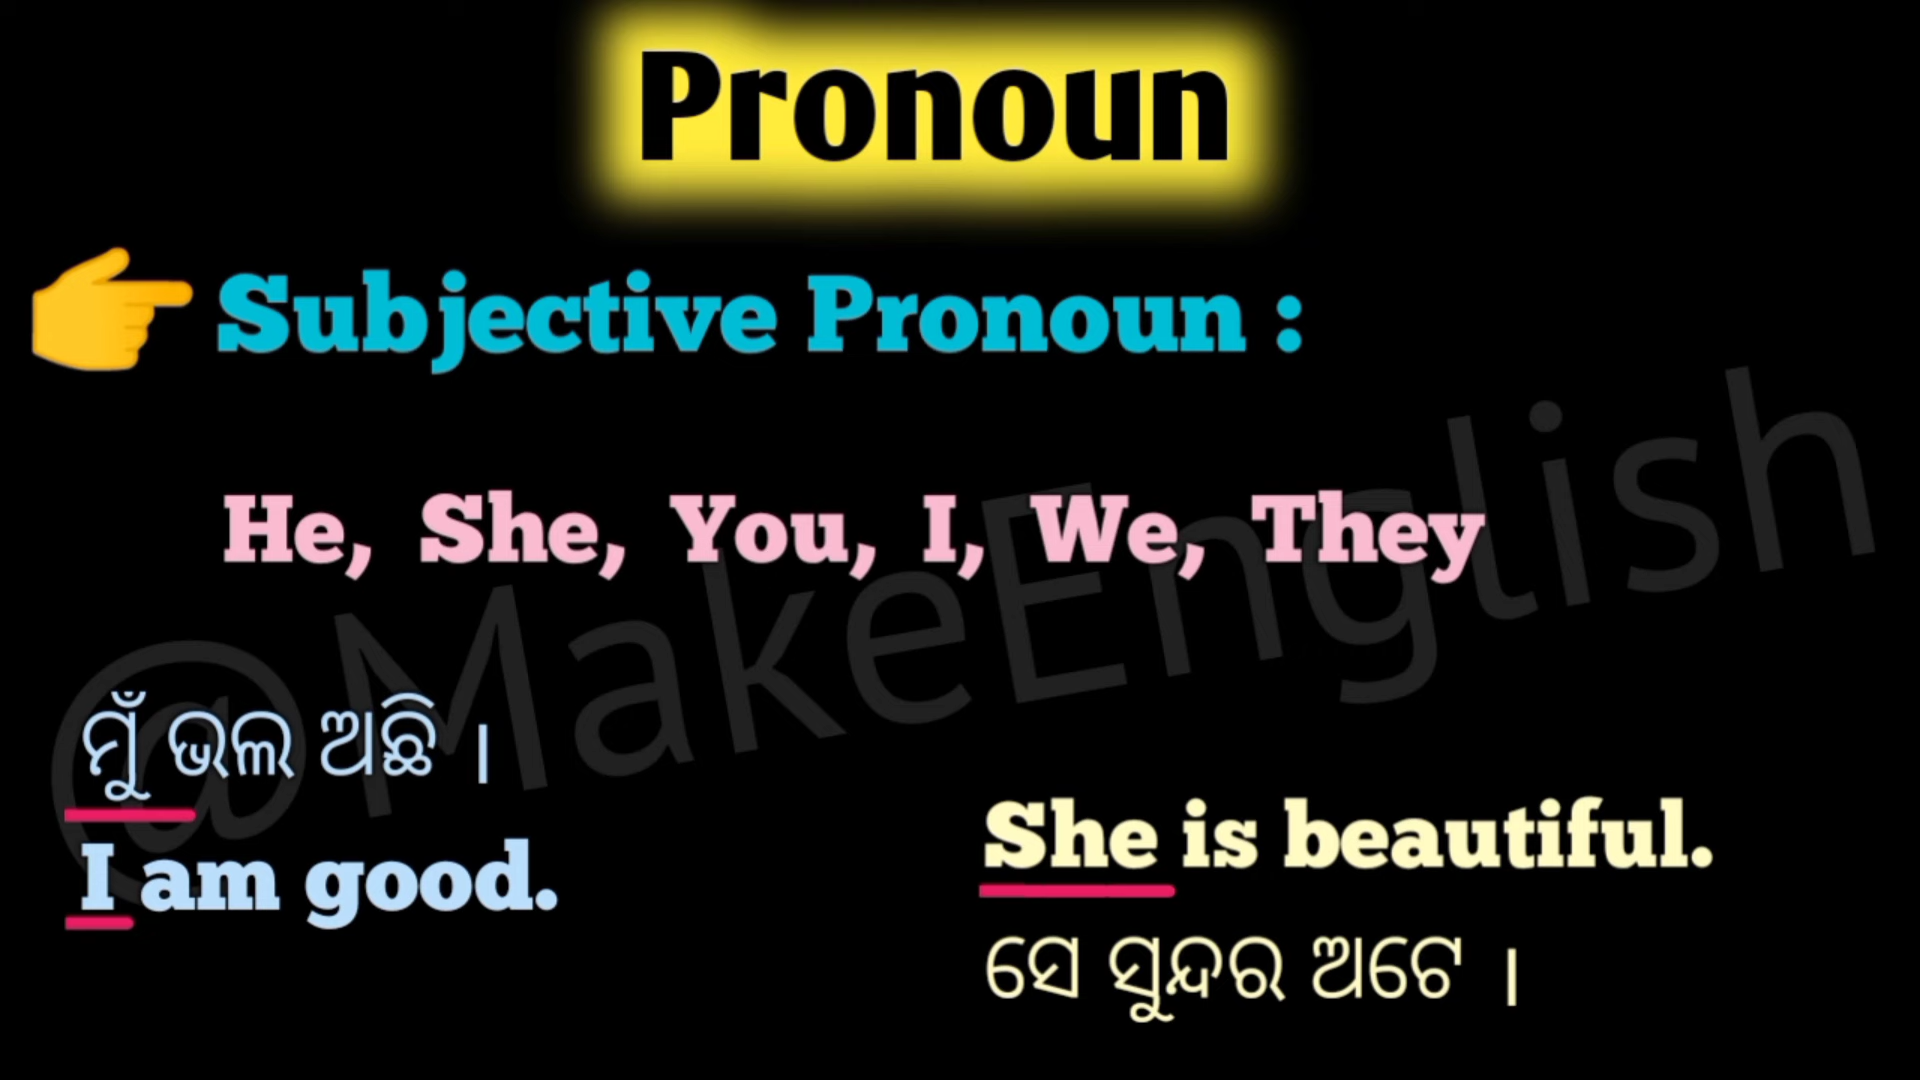 Pronoun
Subjective Pronoun :
He, She, You, I, We, They
@MakeEnglish
ମୁଁ ଭଲ ଅଛି ।
I am good.
She is beautiful.
ସେ ସୁନ୍ଦର ଅଟେ ।